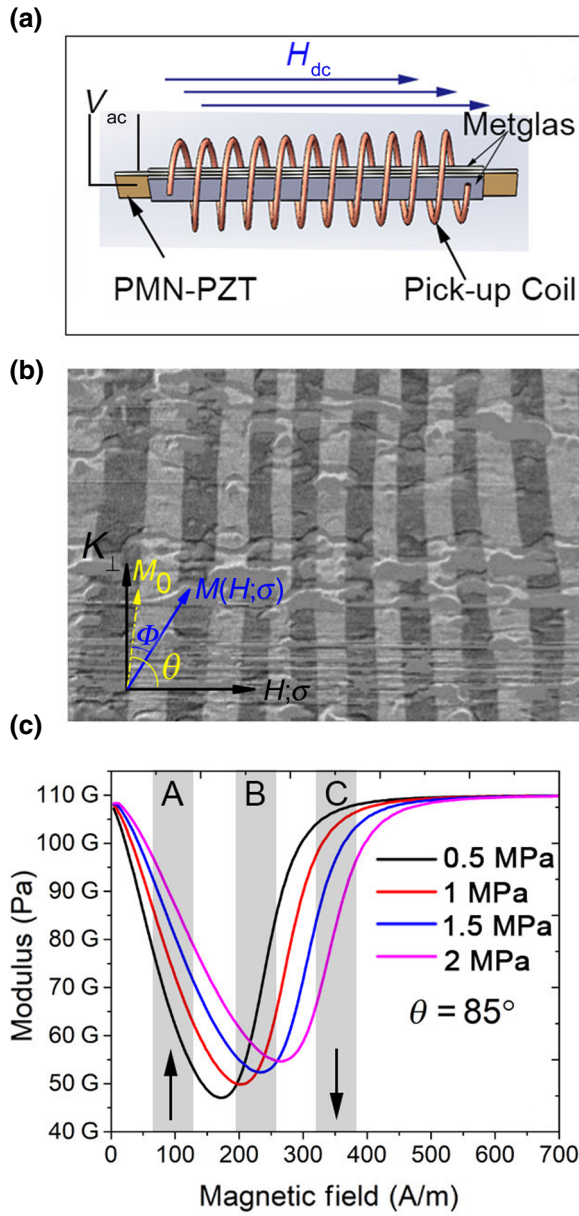 (a)
H dc
V ac
Metglas
PMN-PZT
Pick-up Coil
(b)
K⊥
M0
M(H;σ)
Φ
θ
H;σ
(c)
A B C
110 G
100 G
90 G
80 G
70 G
60 G
50 G
40 G
Modulus (Pa)
0.5 MPa
1 MPa
1.5 MPa
2 MPa
θ = 85°
0 100 200 300 400 500 600 700
Magnetic field (A/m)